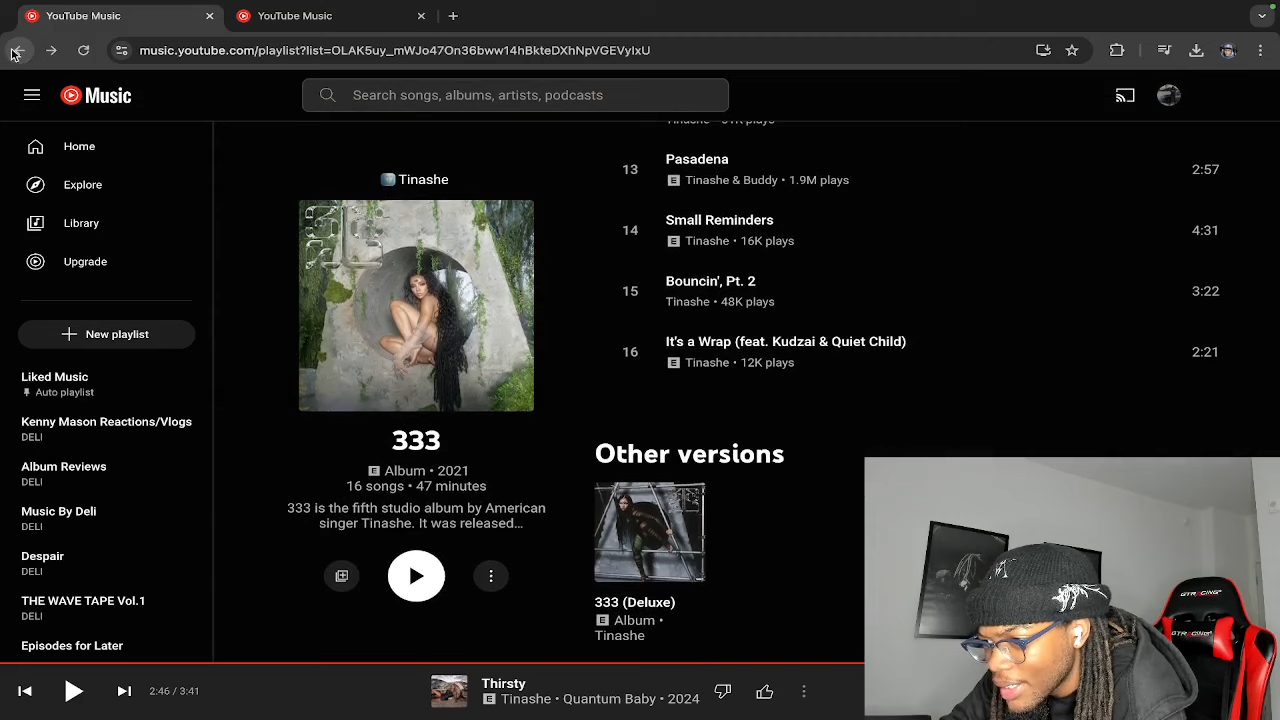 YouTube Music
YouTube Music
music.youtube.com/playlist?list=OLAK5uy_mWJo47On36bww14hBkteDXhNpVGEVyIxU
Music
Search songs, albums, artists, podcasts
Home
Explore
Library
Upgrade
New playlist
Liked Music
Auto playlist
Kenny Mason Reactions/Vlogs
DELI
Album Reviews
DELI
Music By Deli
DELI
Despair
DELI
THE WAVE TAPE Vol.1
DELI
Episodes for Later
Tinashe
333
E Album • 2021
16 songs • 47 minutes
333 is the fifth studio album by American
singer Tinashe. It was released…
13 Pasadena 2:57
E Tinashe & Buddy • 1.9M plays
14 Small Reminders 4:31
E Tinashe • 16K plays
15 Bouncin', Pt. 2 3:22
Tinashe • 48K plays
16 It's a Wrap (feat. Kudzai & Quiet Child) 2:21
E Tinashe • 12K plays
Other versions
333 (Deluxe)
E Album •
Tinashe
2:46 / 3:41
Thirsty
E Tinashe • Quantum Baby • 2024
GTRACING
GTRACING